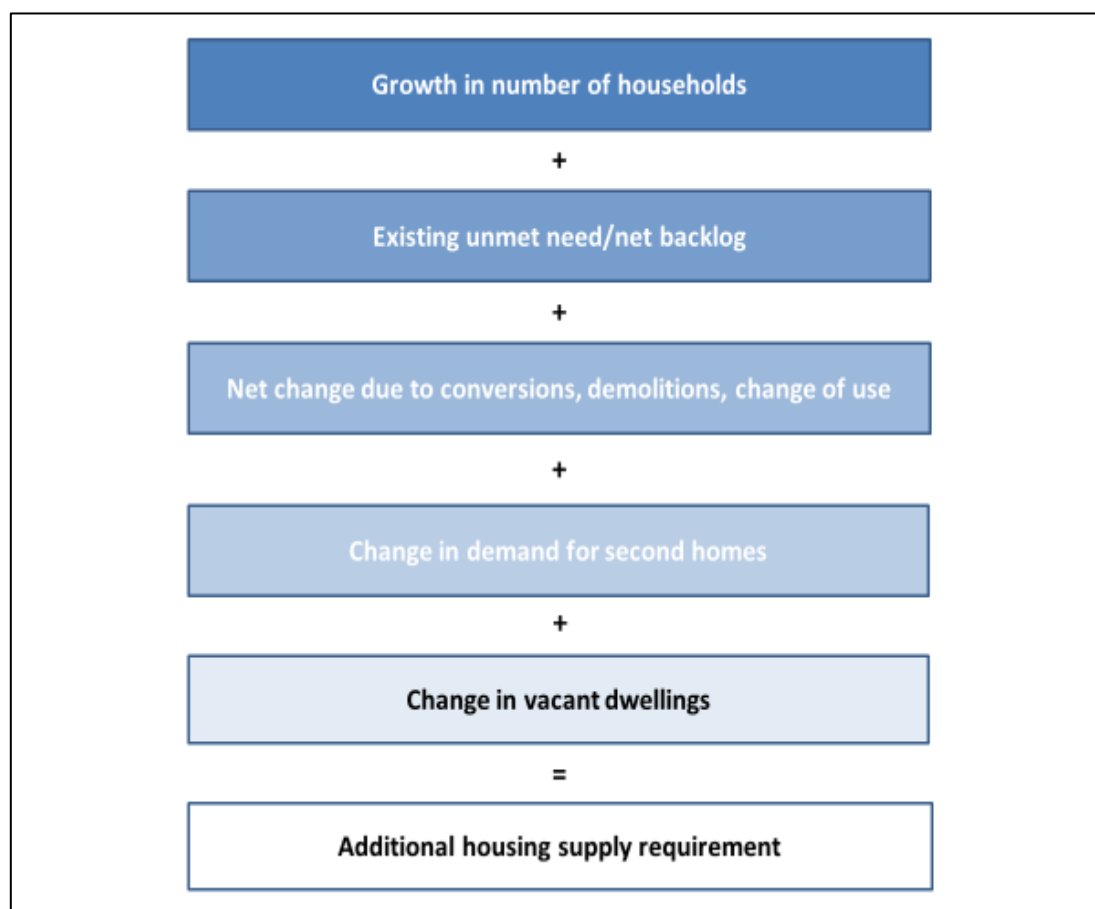 Growth in number of households
+
Existing unmet need/net backlog
+
Net change due to conversions, demolitions, change of use
+
Change in demand for second homes
+
Change in vacant dwellings
=
Additional housing supply requirement